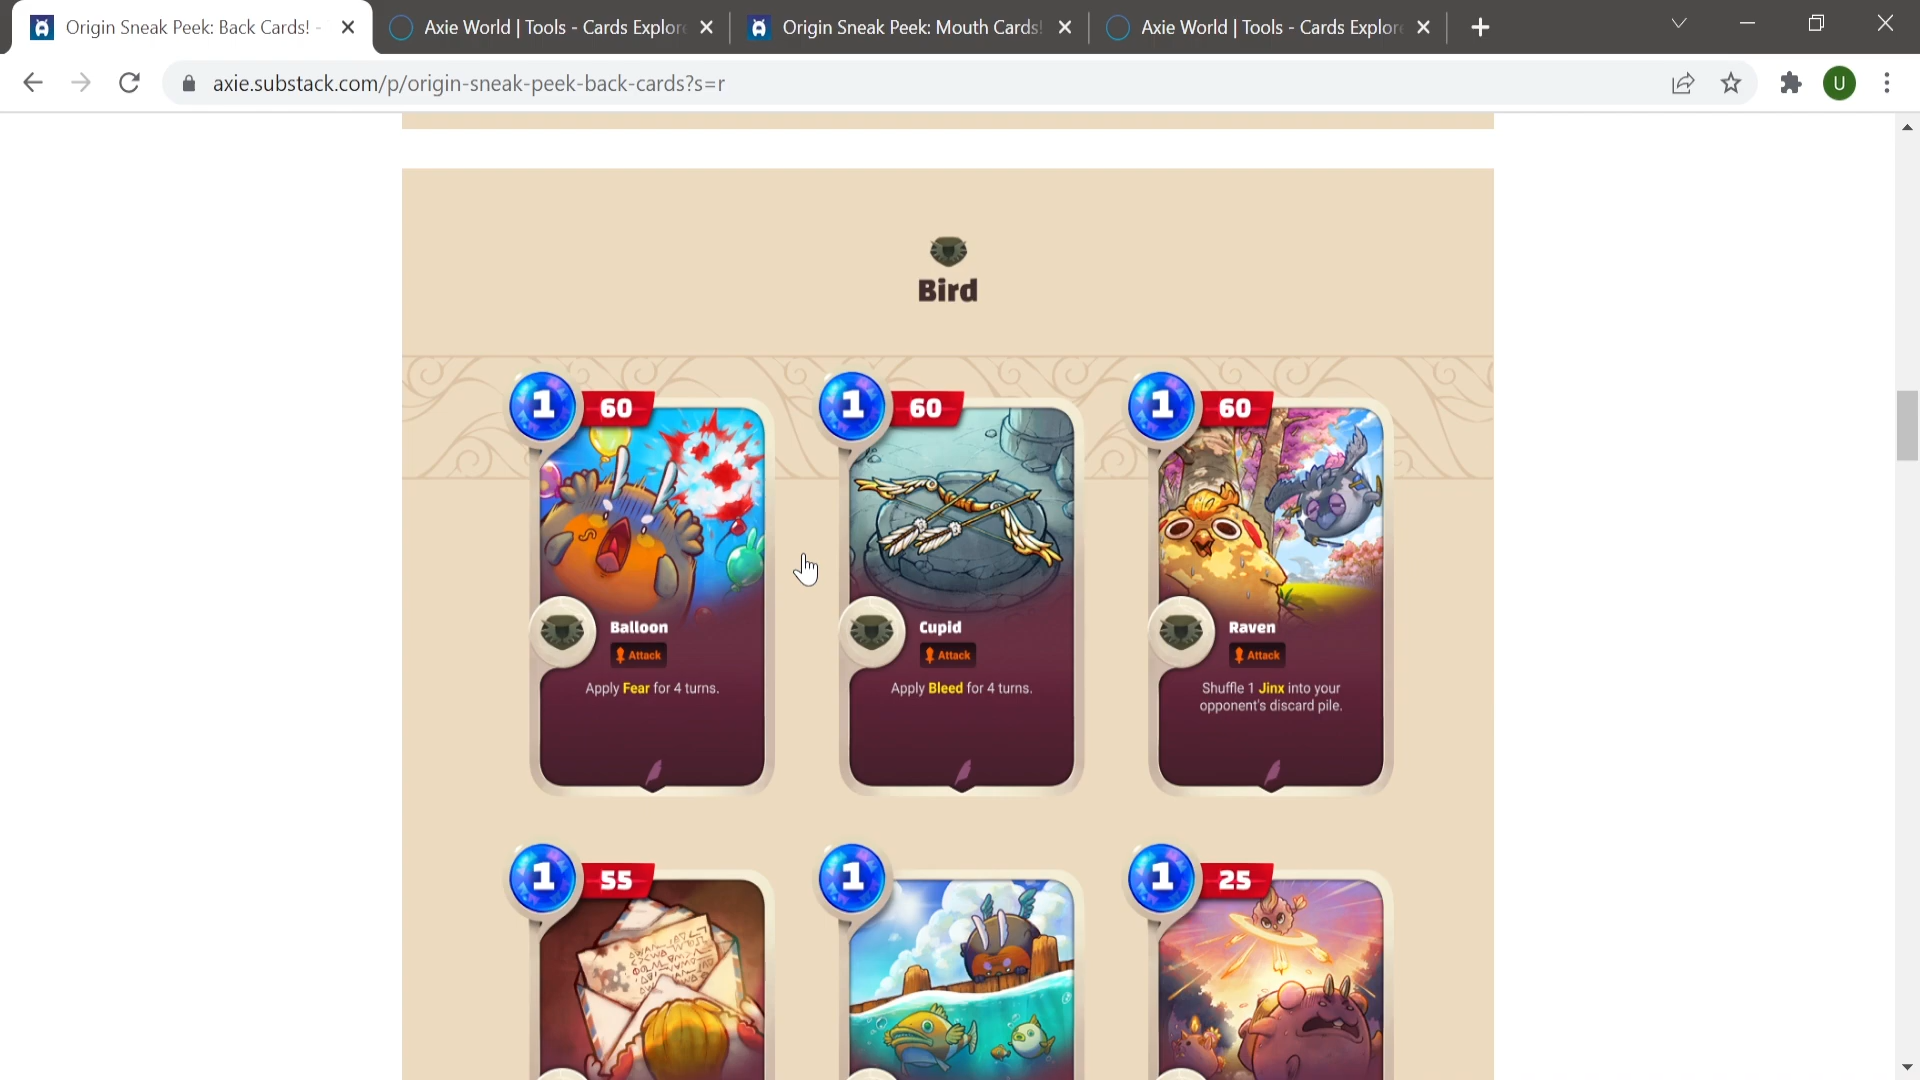 Origin Sneak Peek: Back Cards! -
Axie World | Tools - Cards Explore
Origin Sneak Peek: Mouth Cards!
Axie World | Tools - Cards Explore
axie.substack.com/p/origin-sneak-peek-back-cards?s=r
U
Bird
1 60
1 60
1 60
Balloon
Attack
Apply Fear for 4 turns.
Cupid
Attack
Apply Bleed for 4 turns.
Raven
Attack
Shuffle 1 Jinx into your
opponent's discard pile.
1 55
1
1 25